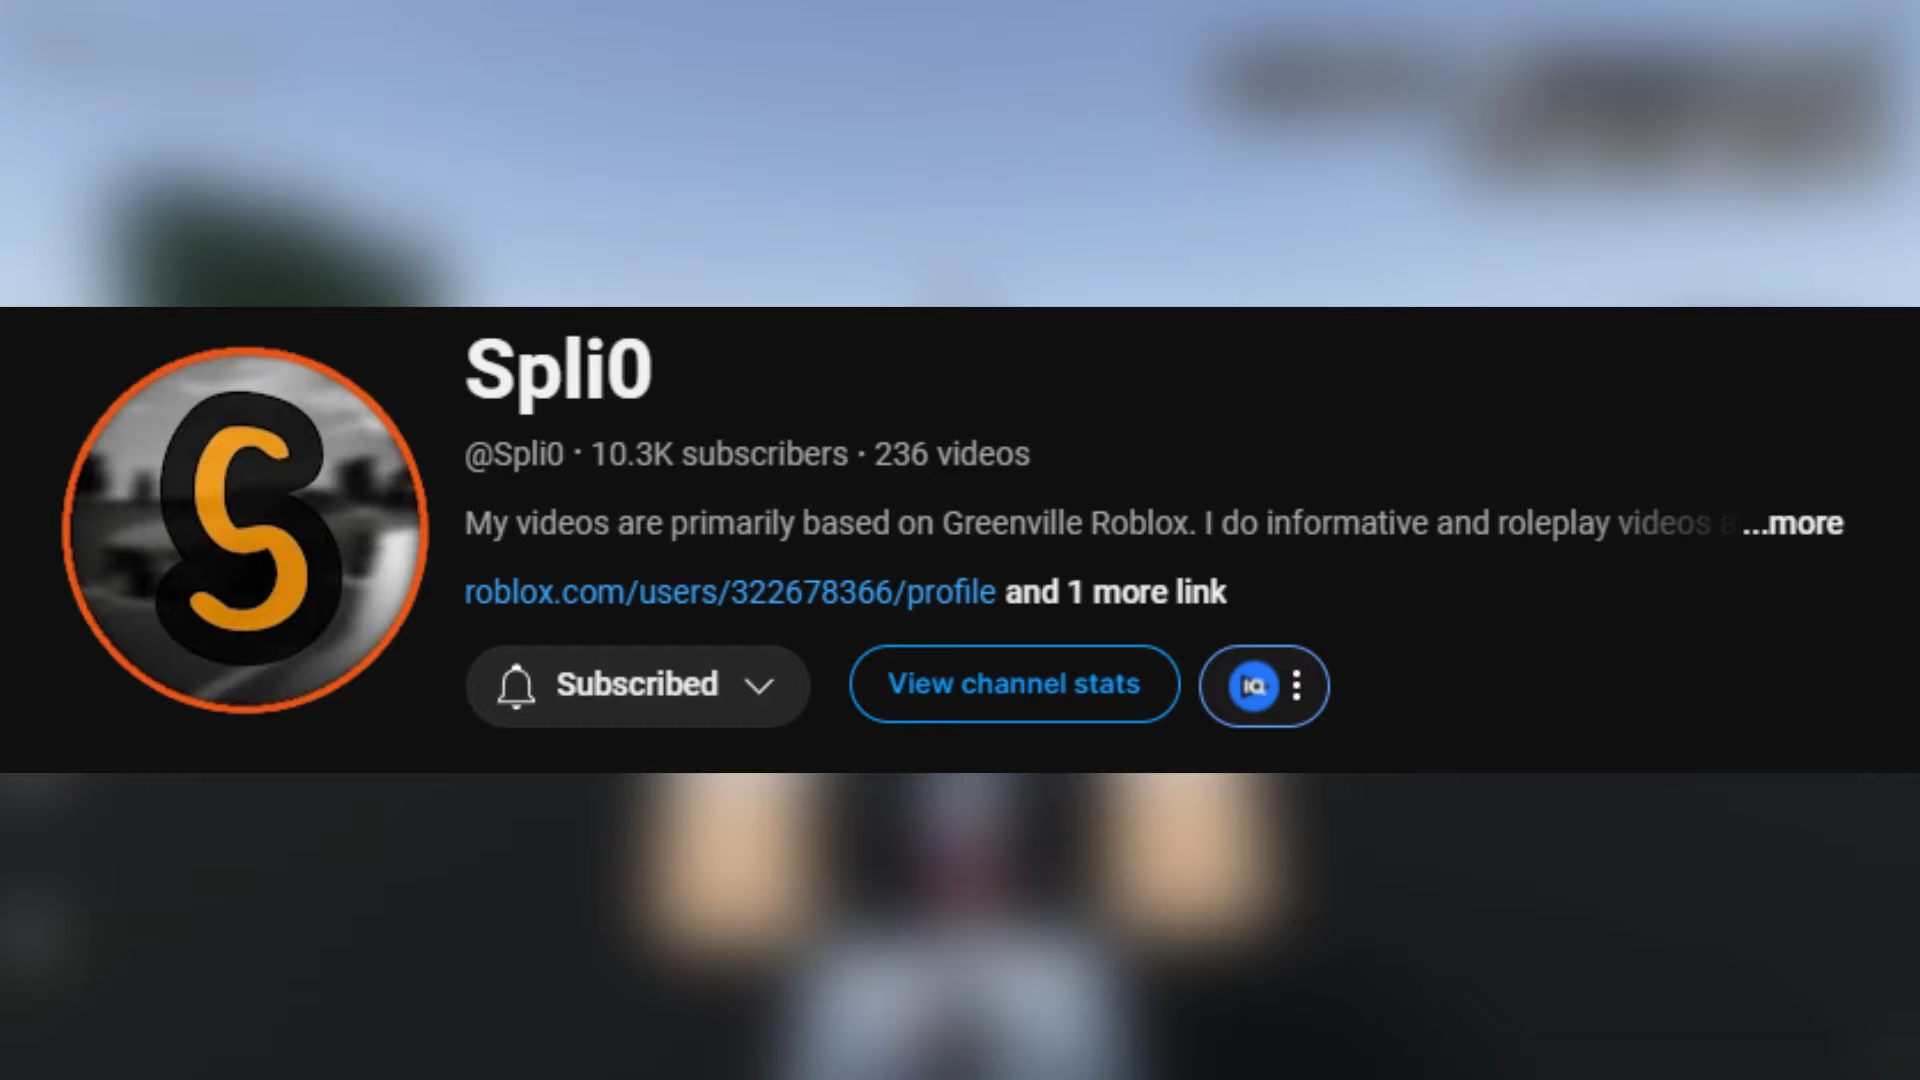 Spli0
@Spli0 · 10.3K subscribers · 236 videos
My videos are primarily based on Greenville Roblox. I do informative and roleplay videos a ...more
roblox.com/users/322678366/profile and 1 more link
Subscribed
View channel stats
IQ
S